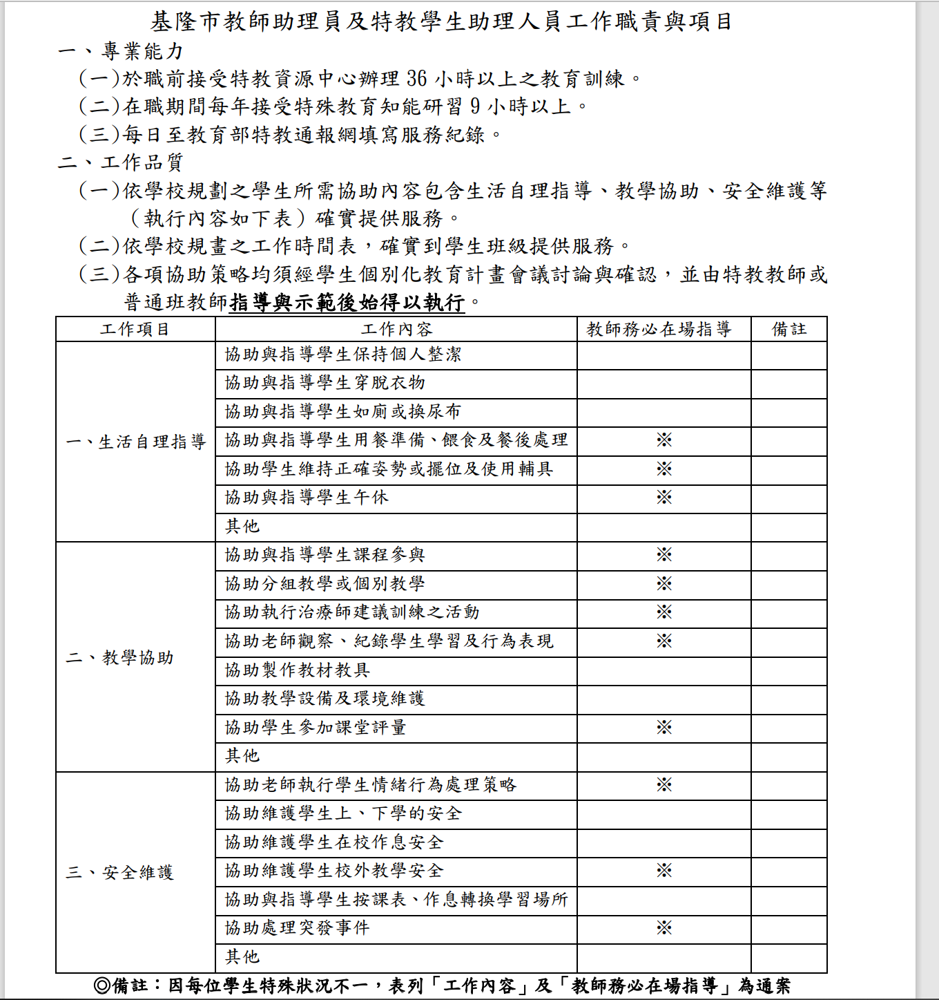 基隆市教師助理員及特教學生助理人員工作職責與項目
一、專業能力
(一)於職前接受特教資源中心辦理 36 小時以上之教育訓練。
(二)在職期間每年接受特殊教育知能研習 9 小時以上。
(三)每日至教育部特教通報網填寫服務紀錄。
二、工作品質
(一)依學校規劃之學生所需協助內容包含生活自理指導、教學協助、安全維護等
（執行內容如下表）確實提供服務。
(二)依學校規畫之工作時間表，確實到學生班級提供服務。
(三)各項協助策略均須經學生個別化教育計畫會議討論與確認，並由特教教師或
普通班教師指導與示範後始得以執行。
工作項目 工作內容 教師務必在場指導 備註
一、生活自理指導
協助與指導學生保持個人整潔
協助與指導學生穿脫衣物
協助與指導學生如廁或換尿布
協助與指導學生用餐準備、餵食及餐後處理 ※
協助學生維持正確姿勢或擺位及使用輔具 ※
協助與指導學生午休 ※
其他
二、教學協助
協助與指導學生課程參與 ※
協助分組教學或個別教學 ※
協助執行治療師建議訓練之活動 ※
協助老師觀察、紀錄學生學習及行為表現 ※
協助製作教材教具
協助教學設備及環境維護
協助學生參加課堂評量 ※
其他
三、安全維護
協助老師執行學生情緒行為處理策略 ※
協助維護學生上、下學的安全
協助維護學生在校作息安全
協助維護學生校外教學安全 ※
協助與指導學生按課表、作息轉換學習場所
協助處理突發事件 ※
其他
◎備註：因每位學生特殊狀況不一，表列「工作內容」及「教師務必在場指導」為通案